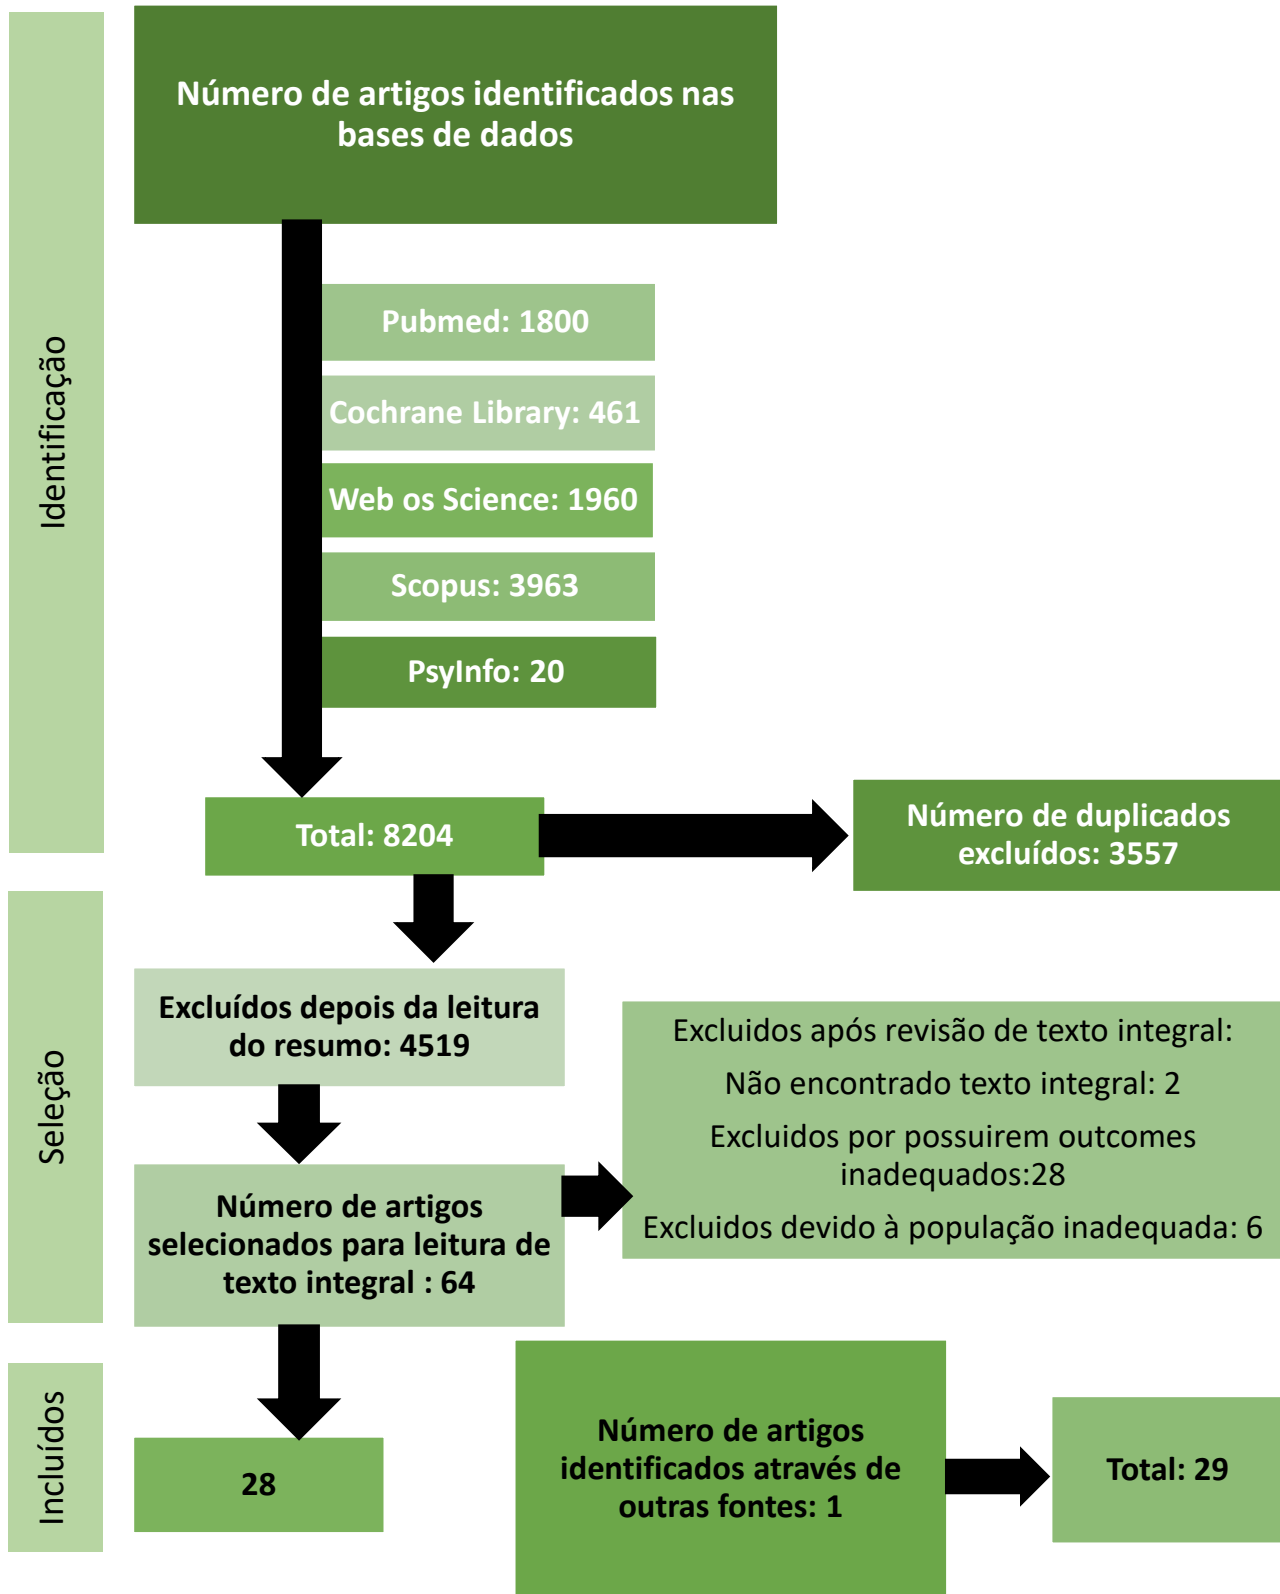 Identificação
Número de artigos identificados nas
bases de dados
Pubmed: 1800
Cochrane Library: 461
Web os Science: 1960
Scopus: 3963
PsyInfo: 20
Total: 8204
Número de duplicados
excluídos: 3557
Seleção
Excluídos depois da leitura
do resumo: 4519
Excluidos após revisão de texto integral:
Não encontrado texto integral: 2
Excluidos por possuirem outcomes
inadequados:28
Excluidos devido à população inadequada: 6
Número de artigos
selecionados para leitura de
texto integral : 64
Incluídos
28
Número de artigos
identificados através de
outras fontes: 1
Total: 29